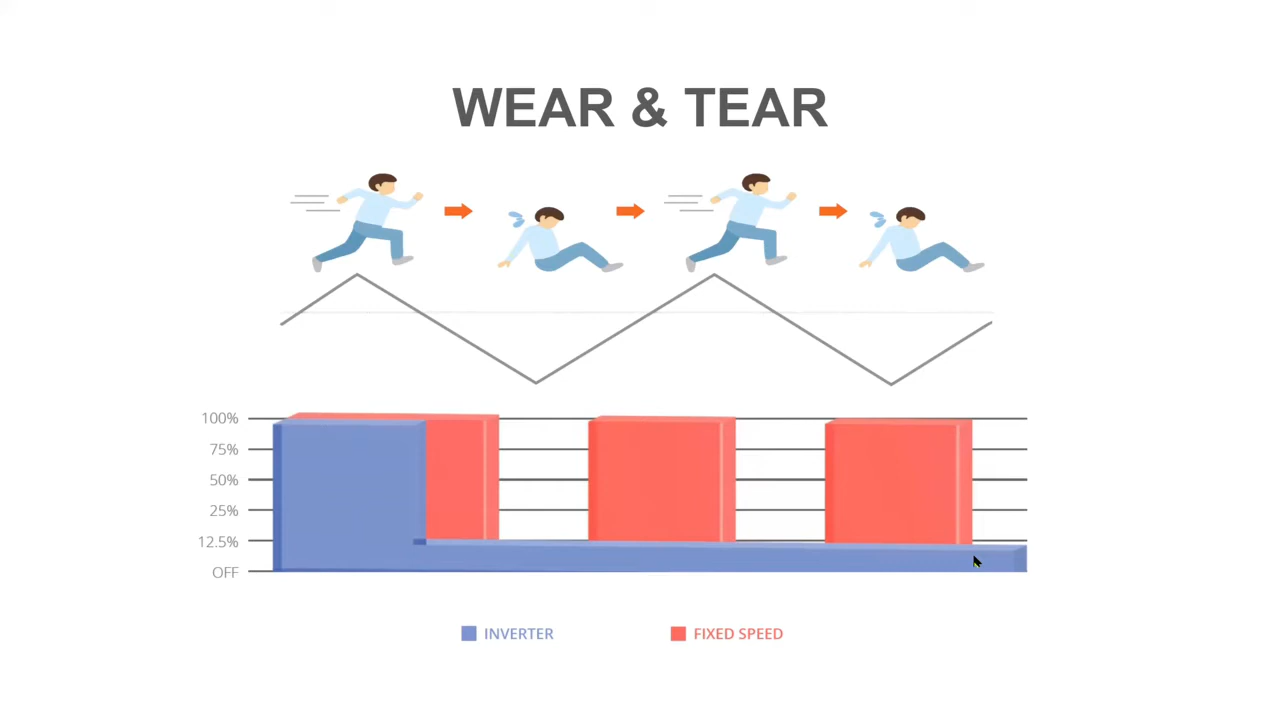 WEAR & TEAR
100%
75%
50%
25%
12.5%
OFF
INVERTER
FIXED SPEED